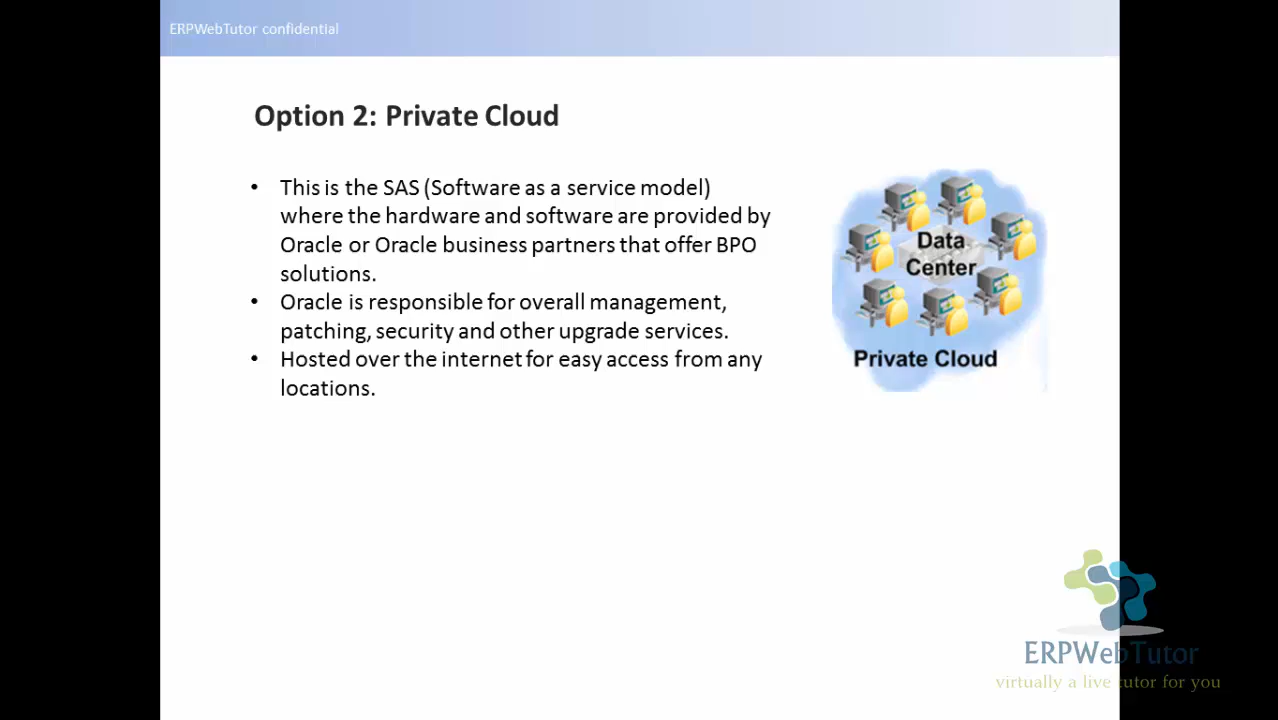 ERPWebTutor confidential
Option 2: Private Cloud
• This is the SAS (Software as a service model)
where the hardware and software are provided by
Oracle or Oracle business partners that offer BPO
solutions.
• Oracle is responsible for overall management,
patching, security and other upgrade services.
• Hosted over the internet for easy access from any
locations.
Data
Center
Private Cloud
ERPWebTutor
virtually a live tutor for you